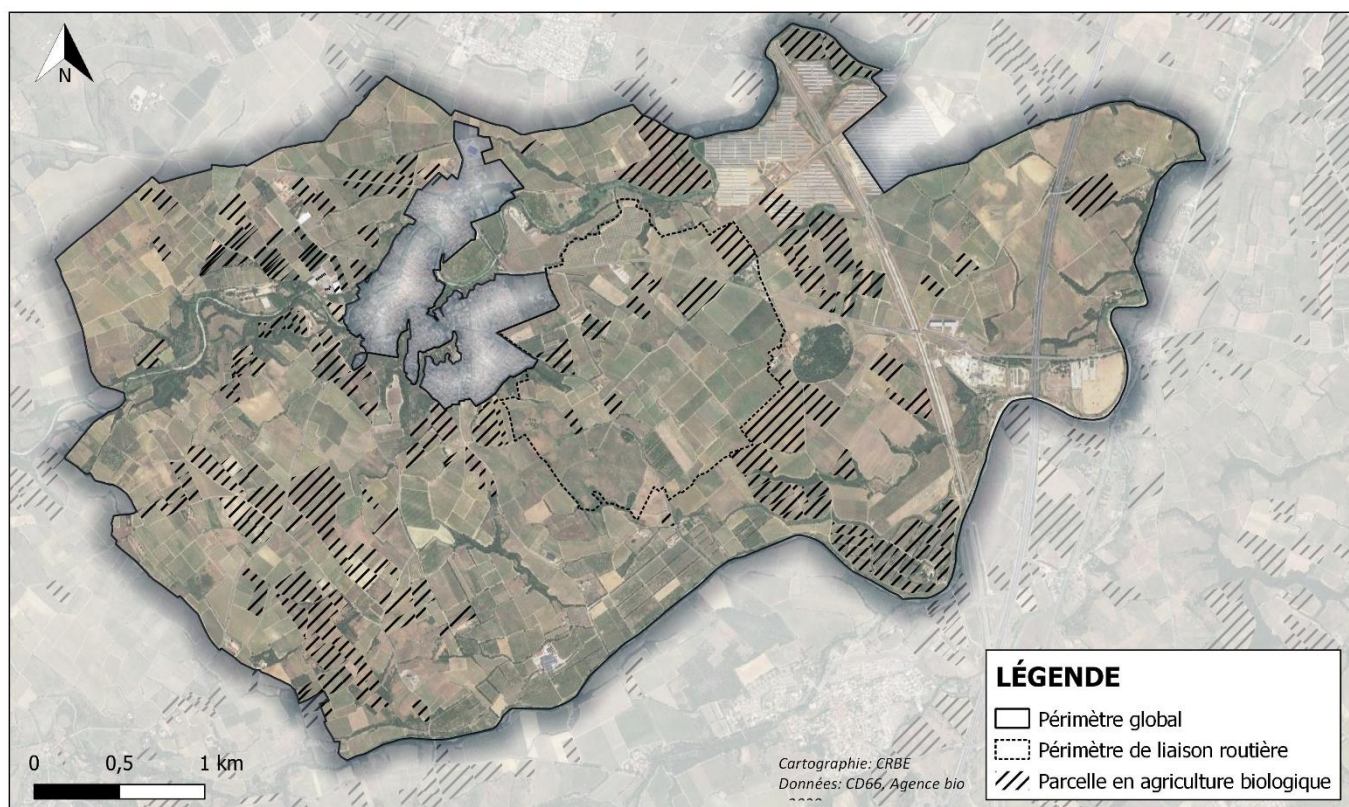 N
LÉGENDE
Périmètre global
Périmètre de liaison routière
Parcelle en agriculture biologique
0 0,5 1 km
Cartographie: CRBE
Données: CD66, Agence bio